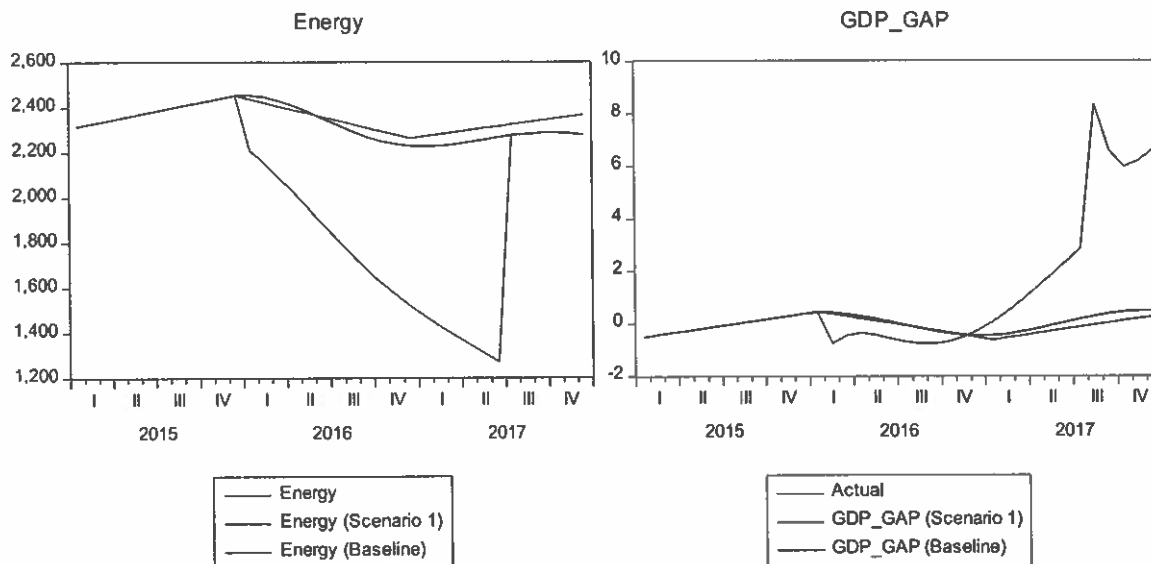 Energy
2,600
2,400
2,200
2,000
1,800
1,600
1,400
1,200
I II III IV I II III IV I II III IV
2015 2016 2017
Energy
Energy (Scenario 1)
Energy (Baseline)
GDP_GAP
10
8
6
4
2
0
-2
I II III IV I II III IV I II III IV
2015 2016 2017
Actual
GDP_GAP (Scenario 1)
GDP_GAP (Baseline)